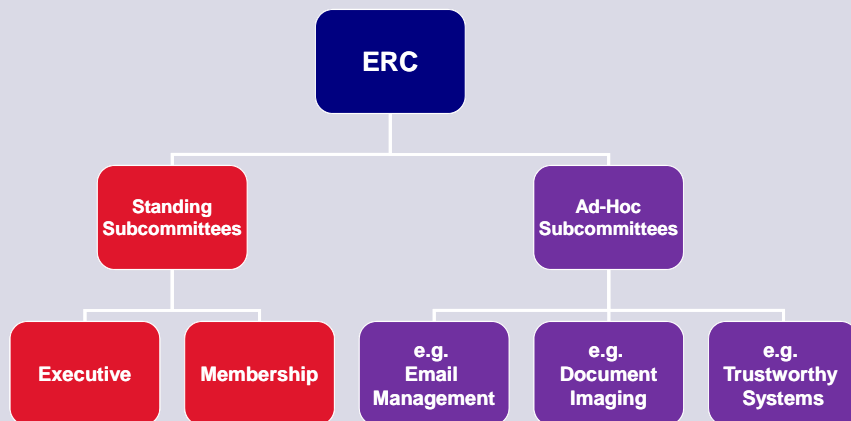 ERC
Standing
Subcommittees
Ad-Hoc
Subcommittees
Executive
Membership
e.g.
Email
Management
e.g.
Document
Imaging
e.g.
Trustworthy
Systems